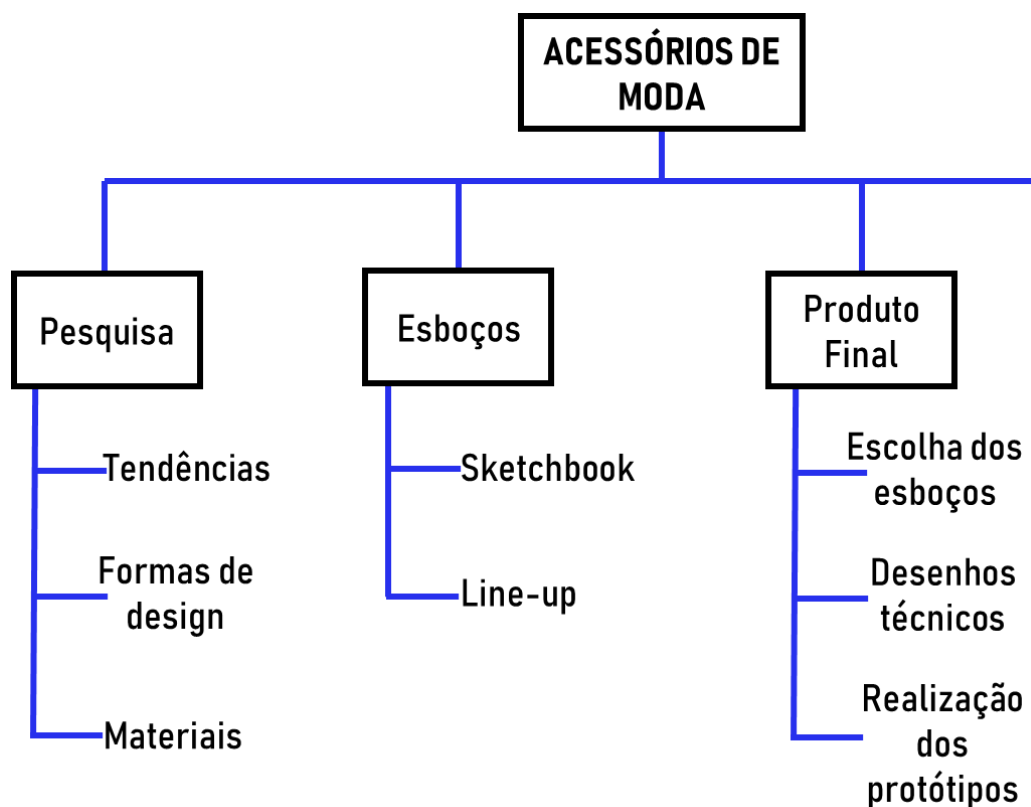 ACESSÓRIOS DE
MODA
Pesquisa
Tendências
Formas de
design
Materiais
Esboços
Sketchbook
Line-up
Produto
Final
Escolha dos
esboços
Desenhos
técnicos
Realização
dos
protótipos